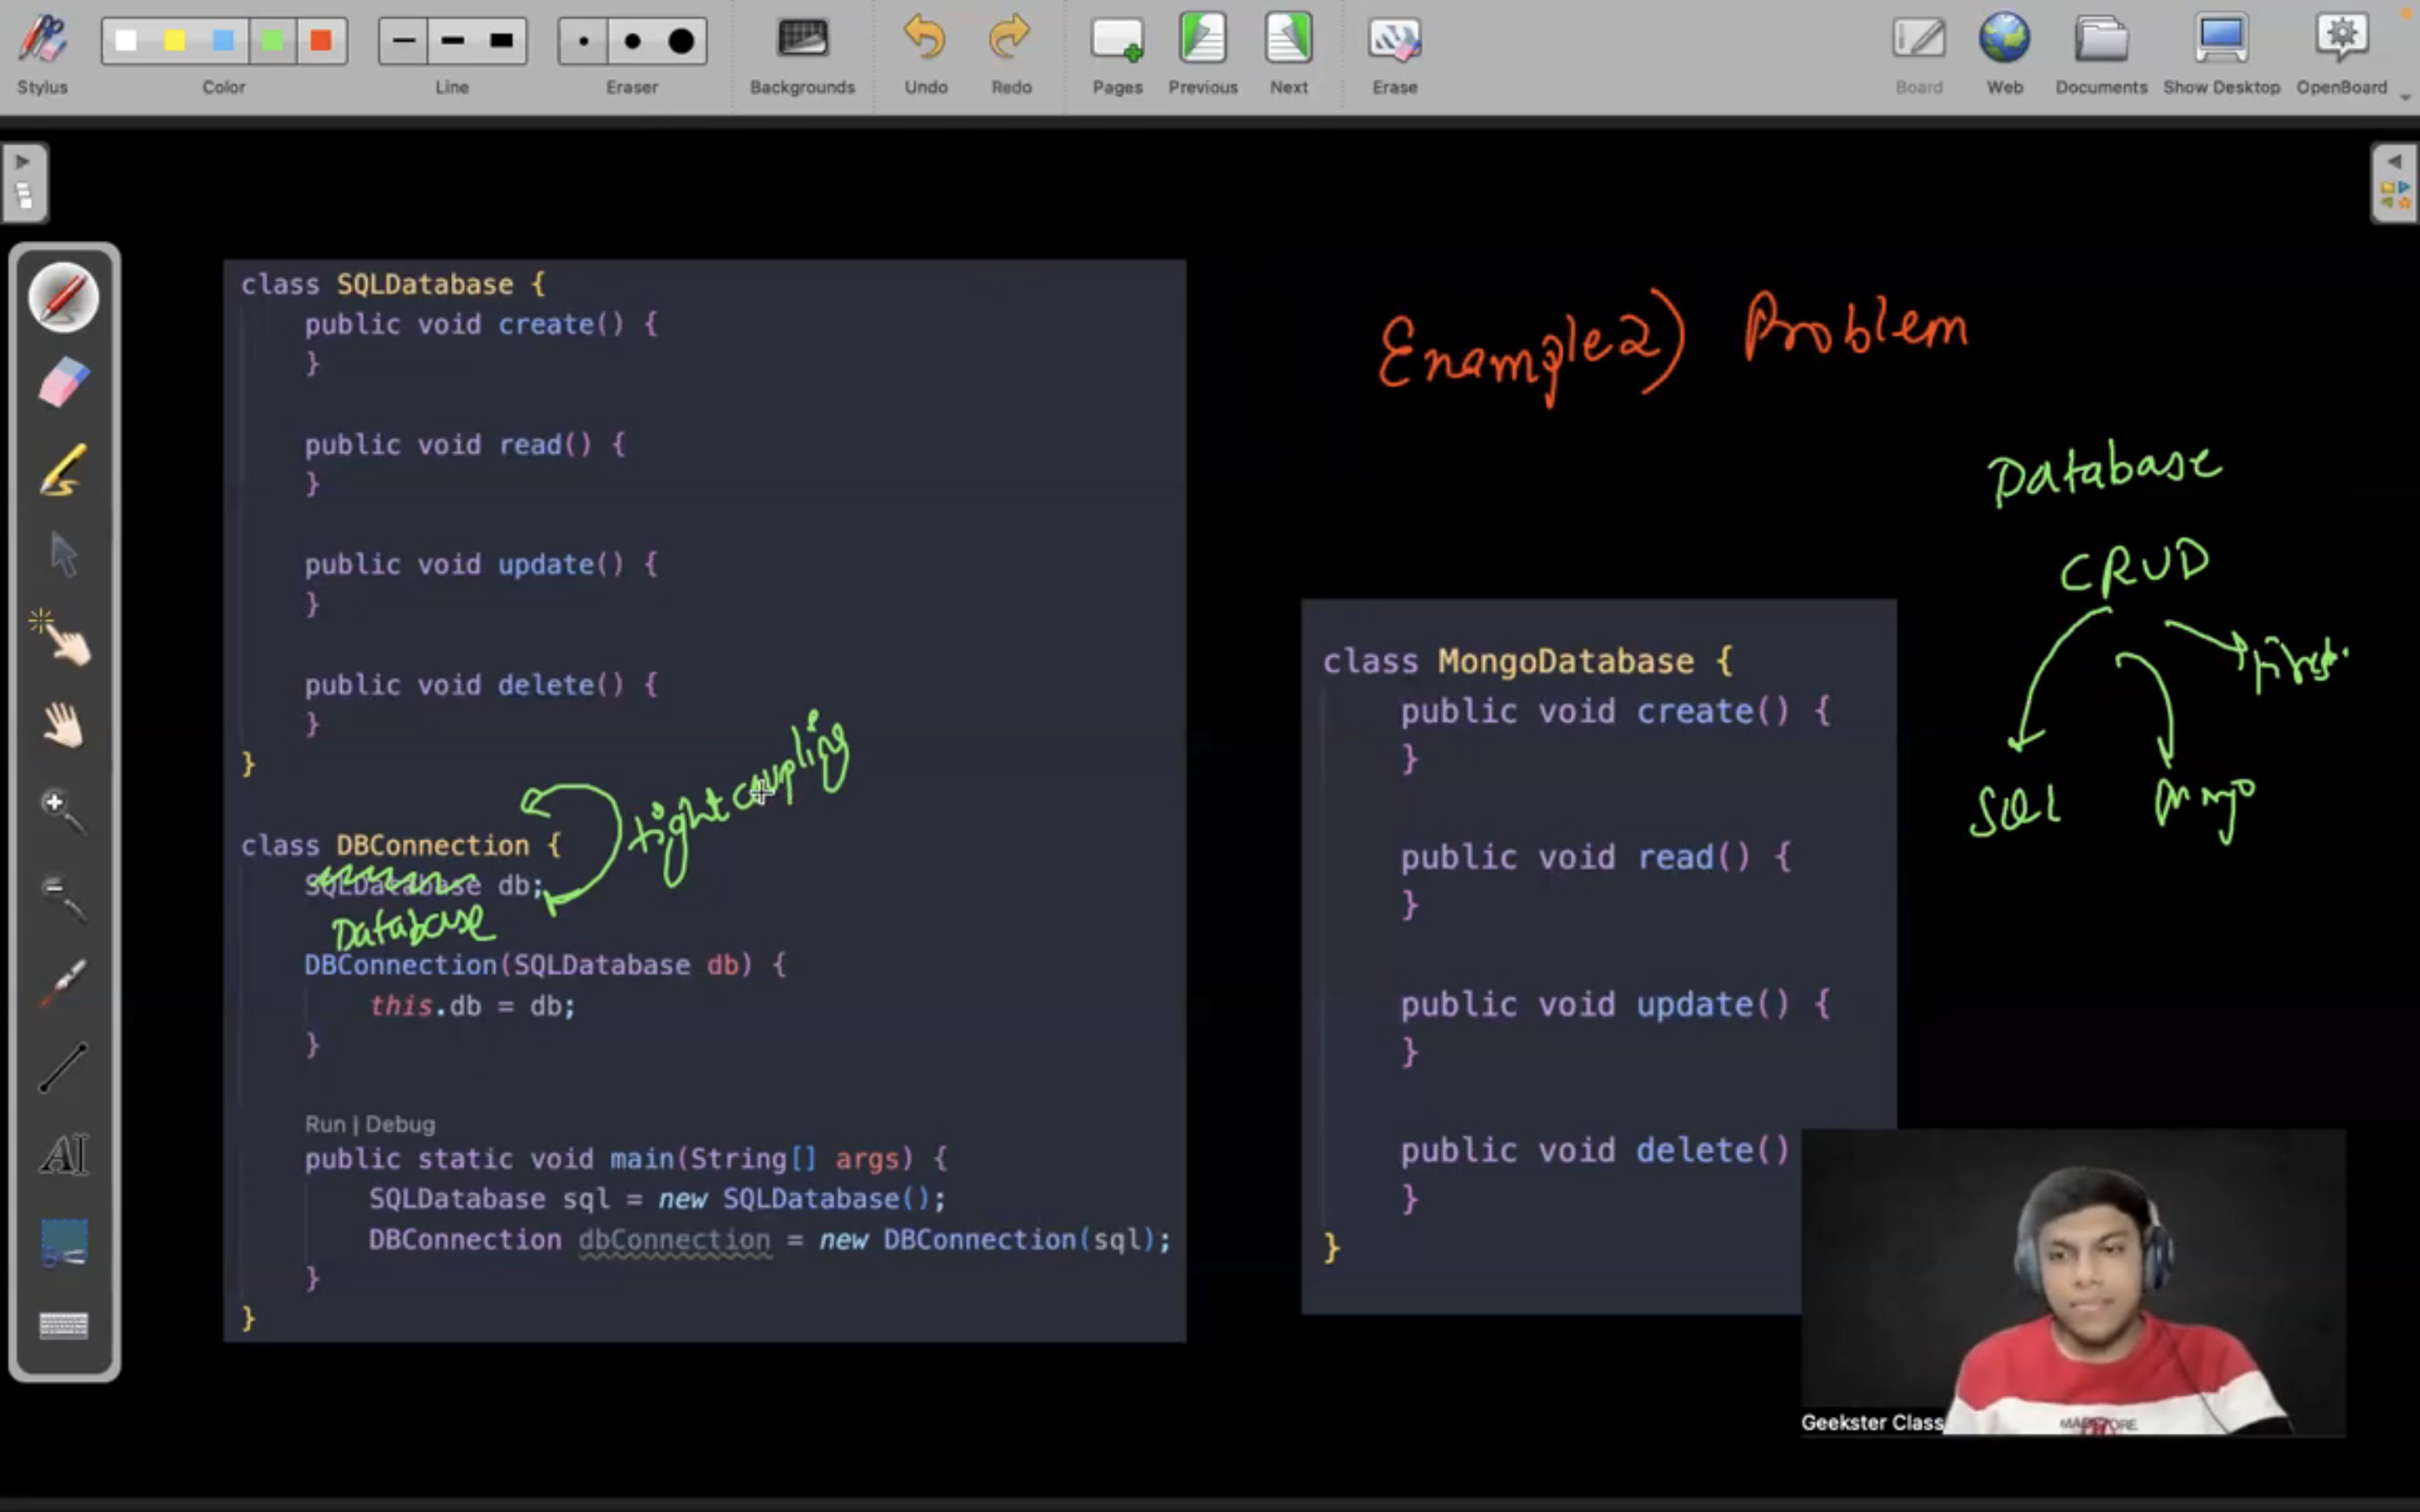 Stylus
Color
Line
Eraser
Backgrounds
Undo
Redo
Pages
Previous
Next
Erase
Board
Web
Documents
Show Desktop
OpenBoard
class SQLDatabase {
public void create() {
}
public void read() {
}
public void update() {
}
public void delete() {
}
}
tight coupling
class DBConnection {
SQLDatabase db;
Database
DBConnection(SQLDatabase db) {
this.db = db;
}
Run | Debug
public static void main(String[] args) {
SQLDatabase sql = new SQLDatabase();
DBConnection dbConnection = new DBConnection(sql);
}
}
Example2) Problem
Database
CRUD
SQL
Mongo
class MongoDatabase {
public void create() {
}
public void read() {
}
public void update() {
}
public void delete()
}
}
AI
Geekster Class